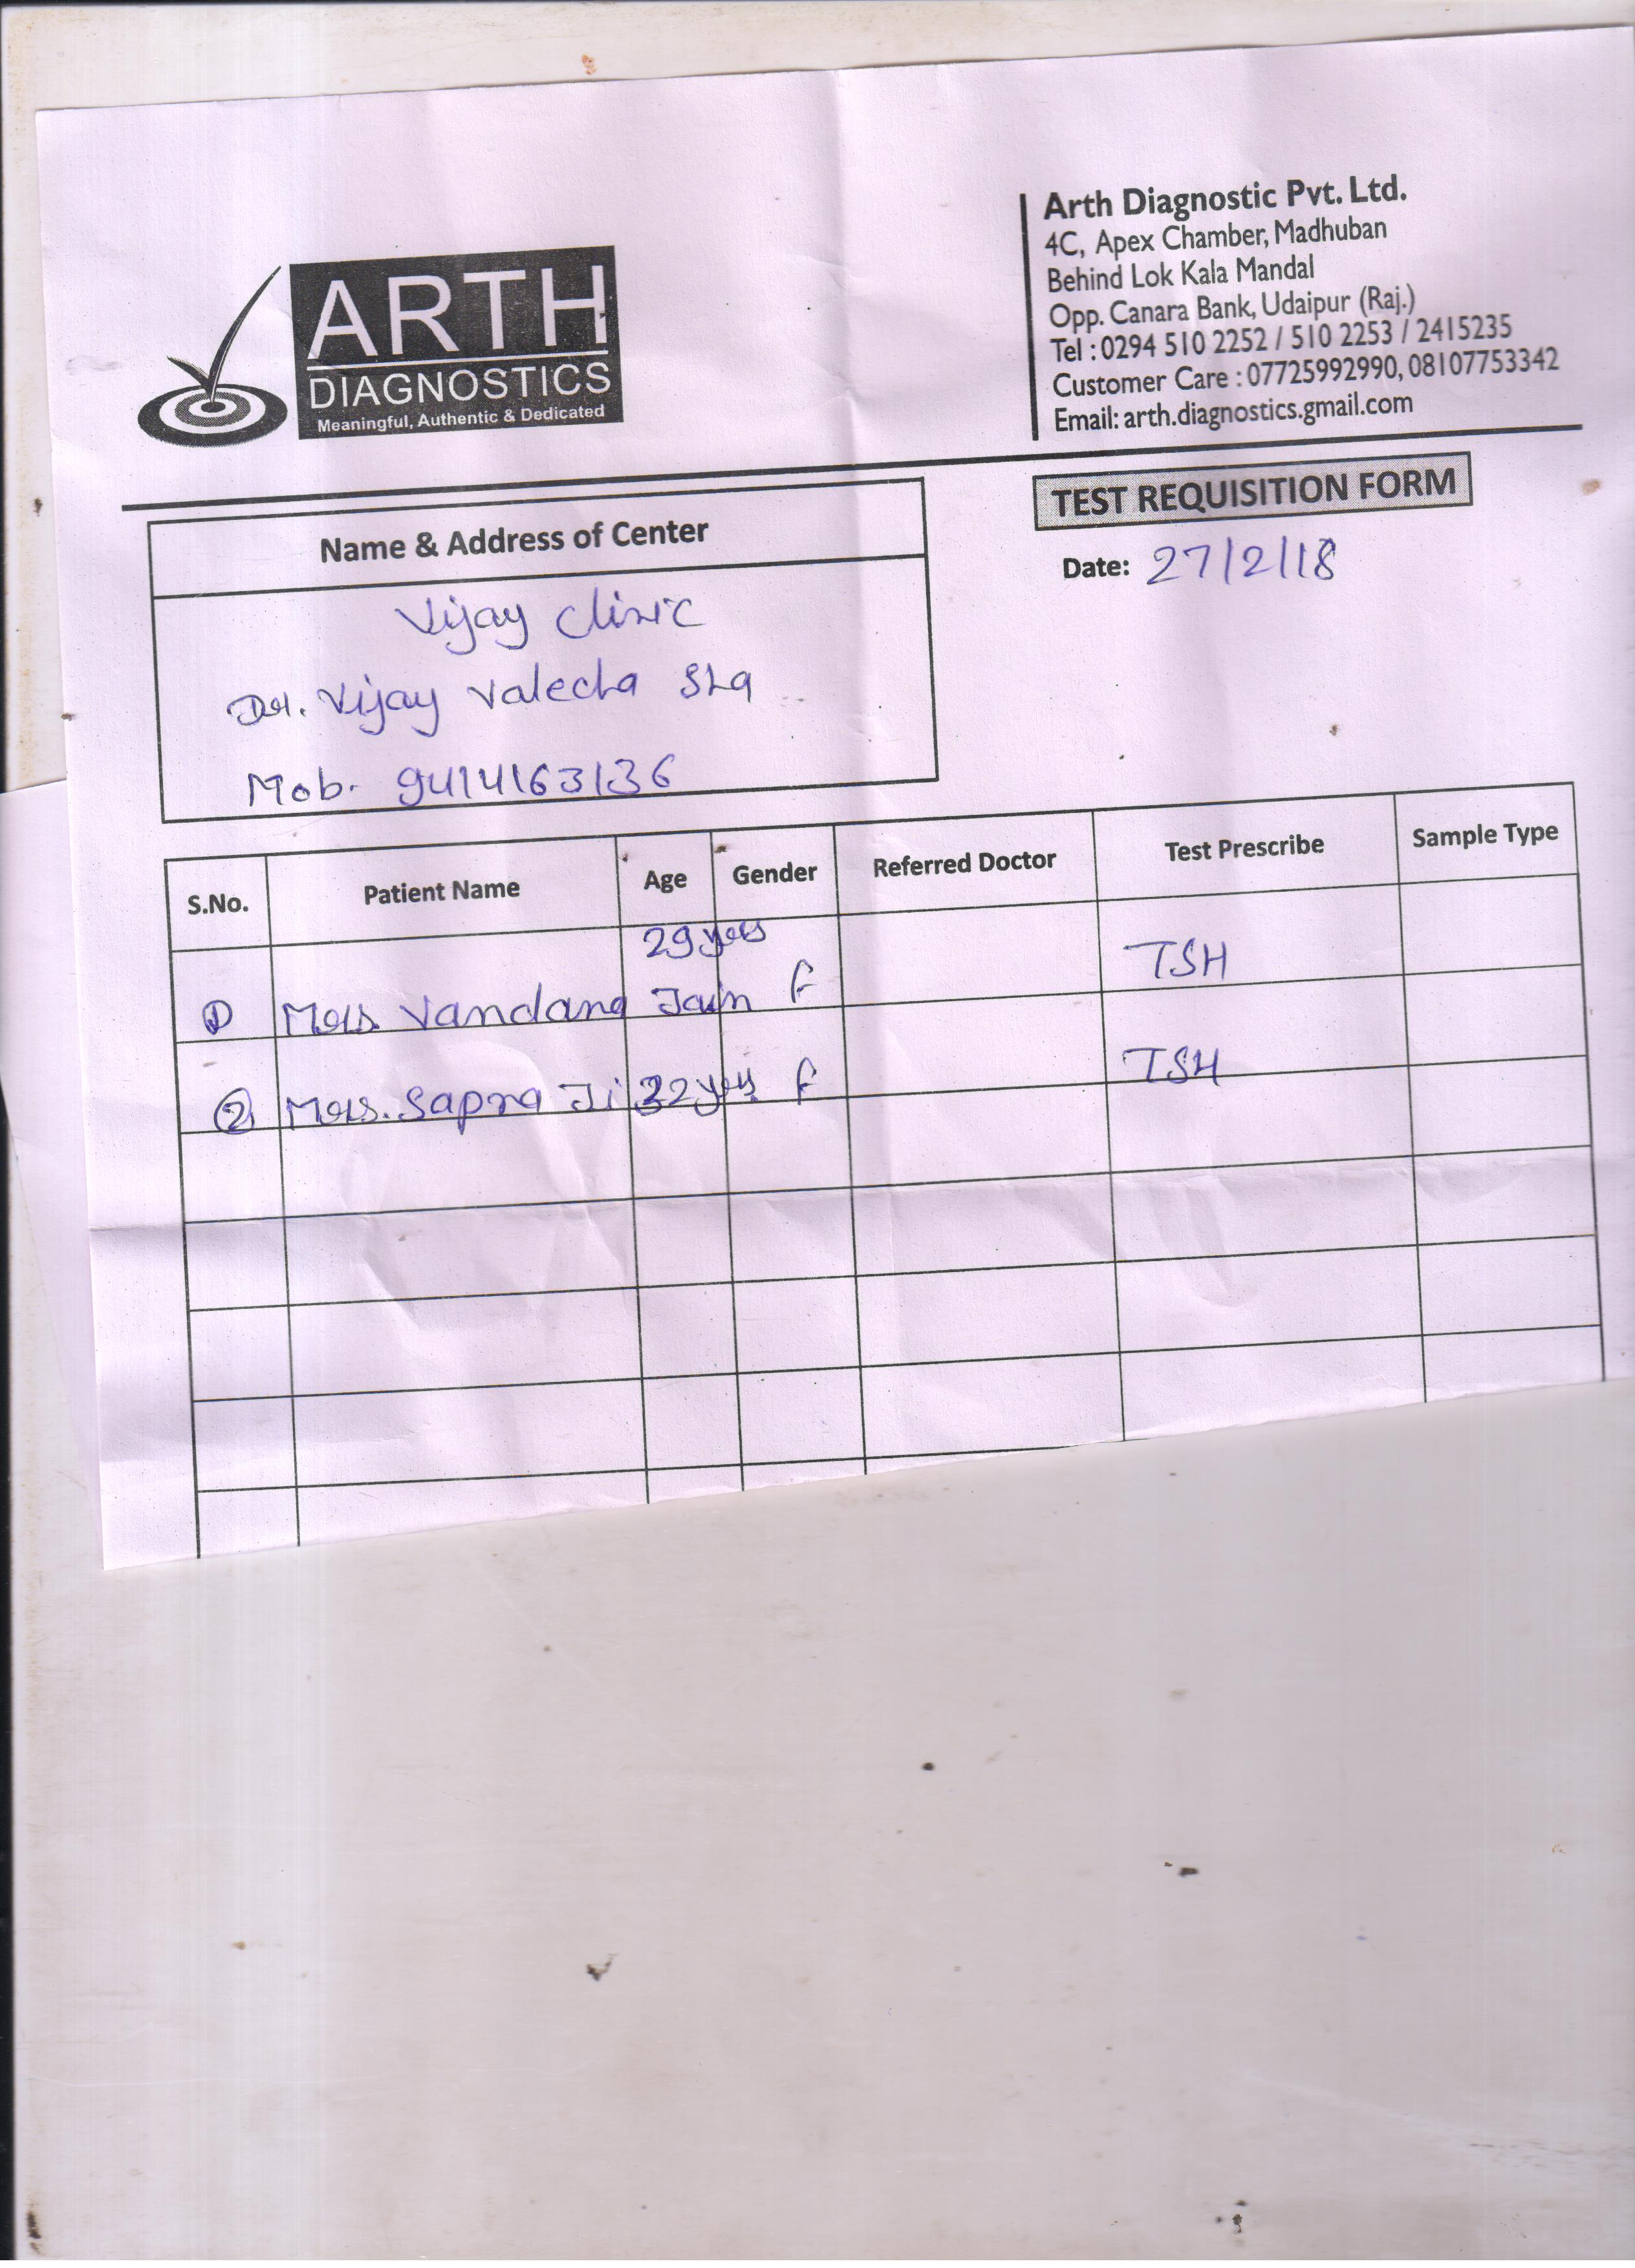 ARTH
DIAGNOSTICS
Meaningful, Authentic & Dedicated
Arth Diagnostic Pvt. Ltd.
4C, Apex Chamber, Madhuban
Behind Lok Kala Mandal
Opp. Canara Bank, Udaipur (Raj.)
Tel : 0294 510 2252 / 510 2253 / 2415235
Customer Care : 07725992990, 08107753342
Email: arth.diagnostics.gmail.com
TEST REQUISITION FORM
Date: 27/2/18
Name & Address of Center
Vijay Clinic
Dr. Vijay Valecha
Mob. 9414163136
S.No. Patient Name Age Gender Referred Doctor Test Prescribe Sample Type
1 Mrs. Vandana Jain 29 yers F TSH
2 Mrs. Sapna Ji 32 yers F TSH